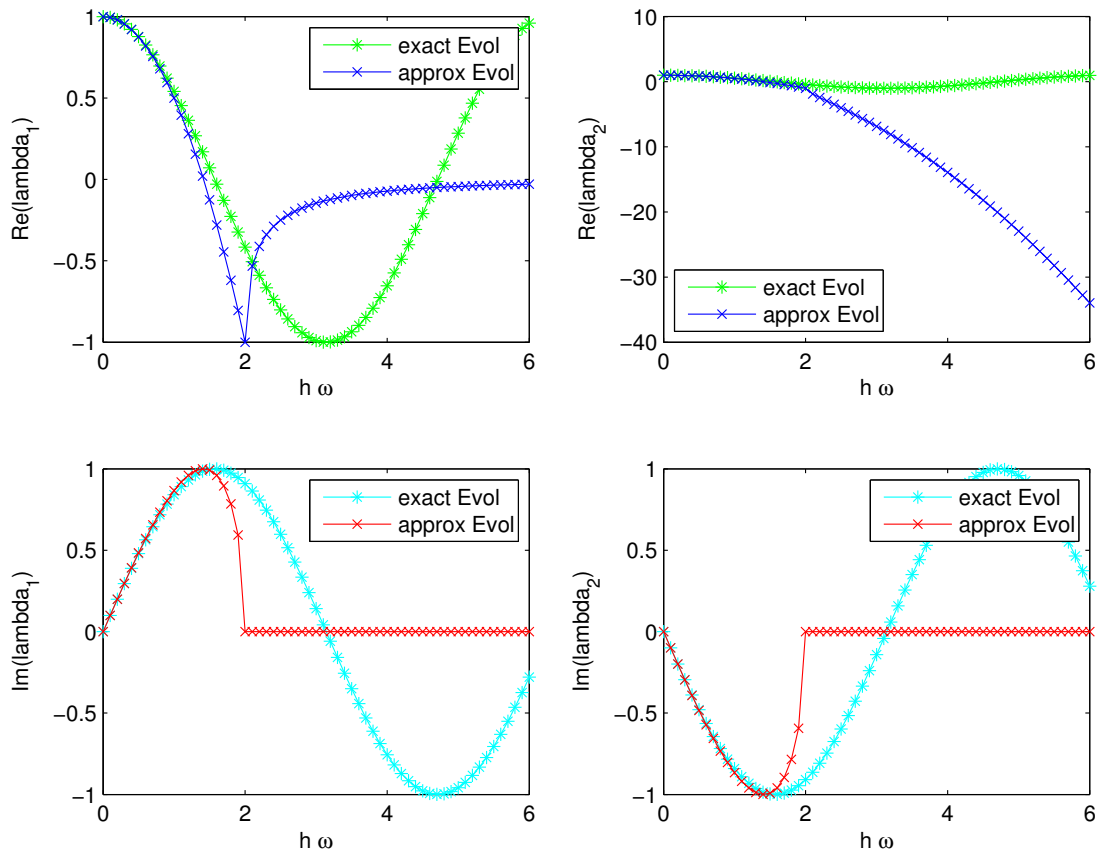 1
0.5
0
−0.5
−1
0
2
4
6
Re(lambda1)
h ω
exact Evol
approx Evol
10
0
−10
−20
−30
−40
0
2
4
6
Re(lambda2)
h ω
exact Evol
approx Evol
1
0.5
0
−0.5
−1
0
2
4
6
Im(lambda1)
h ω
exact Evol
approx Evol
1
0.5
0
−0.5
−1
0
2
4
6
Im(lambda2)
h ω
exact Evol
approx Evol